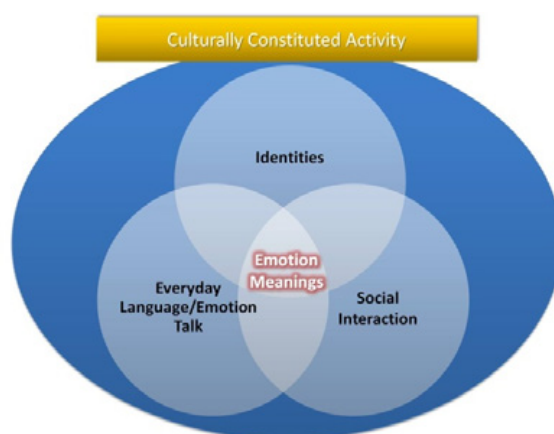 Culturally Constituted Activity
Identities
Emotion
Meanings
Everyday
Language/Emotion
Talk
Social
Interaction